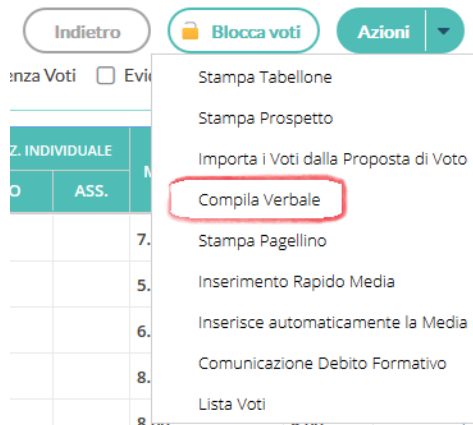 Indietro
Blocca voti
Azioni
enza Voti
Evi
Stampa Tabellone
Stampa Prospetto
Z. INDIVIDUALE
M
Importa i Voti dalla Proposta di Voto
O
ASS.
Compila Verbale
7.
Stampa Pagellino
5.
Inserimento Rapido Media
6.
Inserisce automaticamente la Media
8.
Comunicazione Debito Formativo
Lista Voti